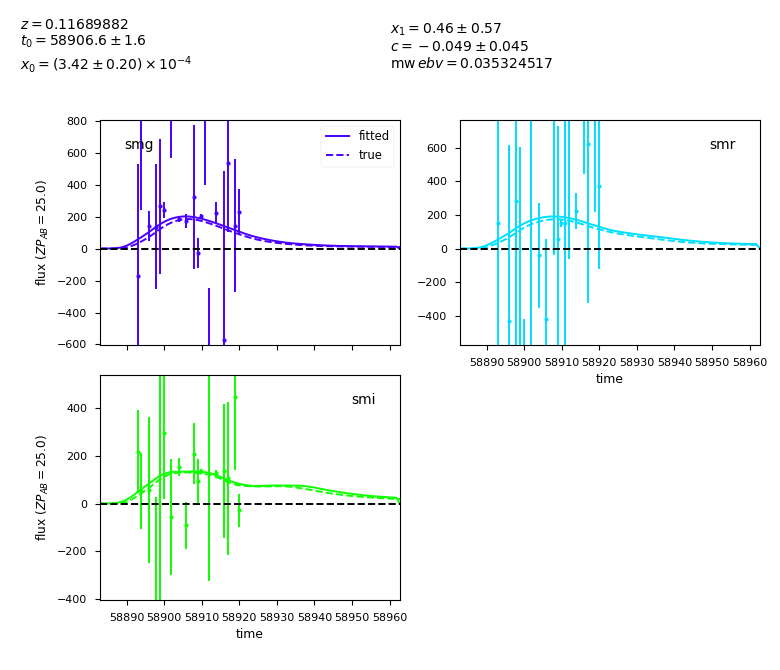 z = 0.11689882
t₀ = 58906.6 ± 1.6
x₀ = (3.42 ± 0.20) × 10⁻⁴
x₁ = 0.46 ± 0.57
c = −0.049 ± 0.045
mw ebv = 0.035324517
smg
fitted
true
800
600
400
200
0
−200
−400
−600
flux (ZP_AB = 25.0)
smr
600
400
200
0
−200
−400
58890 58900 58910 58920 58930 58940 58950 58960
time
smi
400
200
0
−200
−400
flux (ZP_AB = 25.0)
58890 58900 58910 58920 58930 58940 58950 58960
time